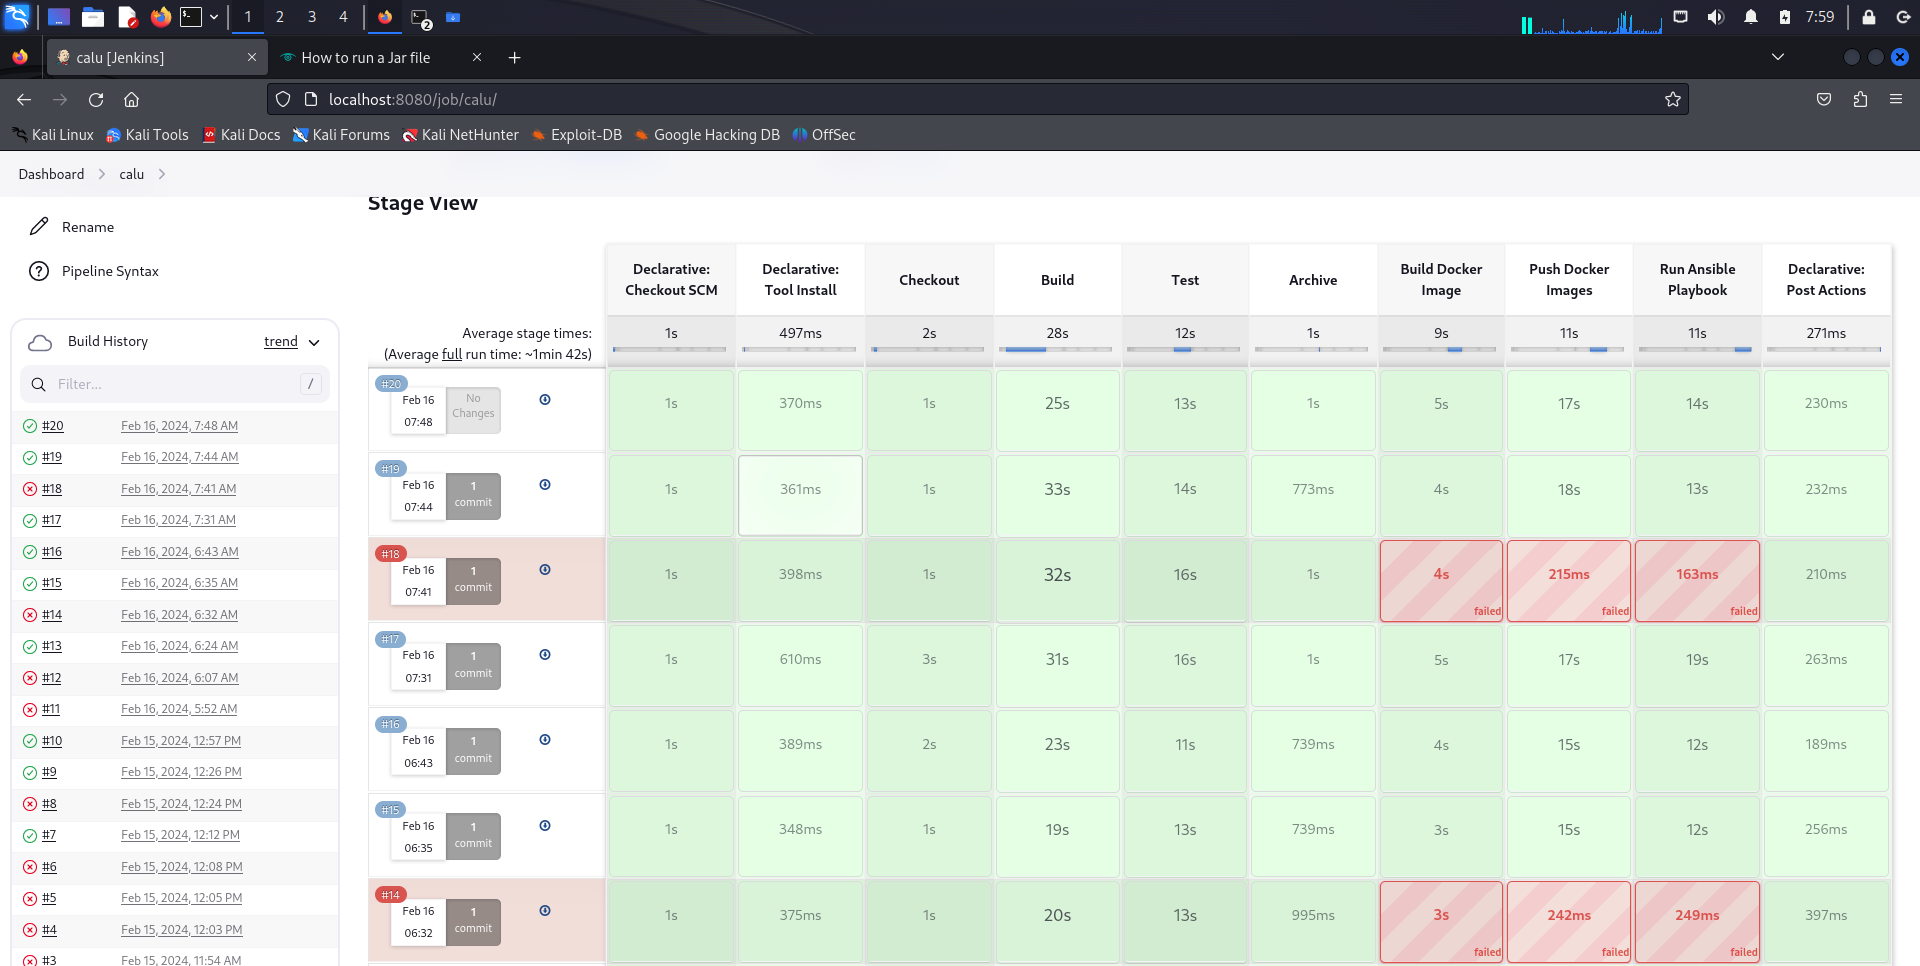 1
2
3
4
2
7:59
calu [Jenkins]
How to run a Jar file
localhost:8080/job/calu/
Kali Linux
Kali Tools
Kali Docs
Kali Forums
Kali NetHunter
Exploit-DB
Google Hacking DB
OffSec
Dashboard
calu
Rename
Pipeline Syntax
Build History
trend
Filter...
/
#20 Feb 16, 2024, 7:48 AM
#19 Feb 16, 2024, 7:44 AM
#18 Feb 16, 2024, 7:41 AM
#17 Feb 16, 2024, 7:31 AM
#16 Feb 16, 2024, 6:43 AM
#15 Feb 16, 2024, 6:35 AM
#14 Feb 16, 2024, 6:32 AM
#13 Feb 16, 2024, 6:24 AM
#12 Feb 16, 2024, 6:07 AM
#11 Feb 16, 2024, 5:52 AM
#10 Feb 15, 2024, 12:57 PM
#9 Feb 15, 2024, 12:26 PM
#8 Feb 15, 2024, 12:24 PM
#7 Feb 15, 2024, 12:12 PM
#6 Feb 15, 2024, 12:08 PM
#5 Feb 15, 2024, 12:05 PM
#4 Feb 15, 2024, 12:03 PM
#3 Feb 15, 2024, 11:54 AM
Stage View
Declarative:
Checkout SCM
Declarative:
Tool Install
Checkout
Build
Test
Archive
Build Docker
Image
Push Docker
Images
Run Ansible
Playbook
Declarative:
Post Actions
Average stage times:
(Average full run time: ~1min 42s)
1s 497ms 2s 28s 12s 1s 9s 11s 11s 271ms
#20
Feb 16
07:48
No
Changes
1s 370ms 1s 25s 13s 1s 5s 17s 14s 230ms
#19
Feb 16
07:44
1
commit
1s 361ms 1s 33s 14s 773ms 4s 18s 13s 232ms
#18
Feb 16
07:41
1
commit
1s 398ms 1s 32s 16s 1s 4s 215ms 163ms 210ms
failed failed failed
#17
Feb 16
07:31
1
commit
1s 610ms 3s 31s 16s 1s 5s 17s 19s 263ms
#16
Feb 16
06:43
1
commit
1s 389ms 2s 23s 11s 739ms 4s 15s 12s 189ms
#15
Feb 16
06:35
1
commit
1s 348ms 1s 19s 13s 739ms 3s 15s 12s 256ms
#14
Feb 16
06:32
1
commit
1s 375ms 1s 20s 13s 995ms 3s 242ms 249ms 397ms
failed failed failed